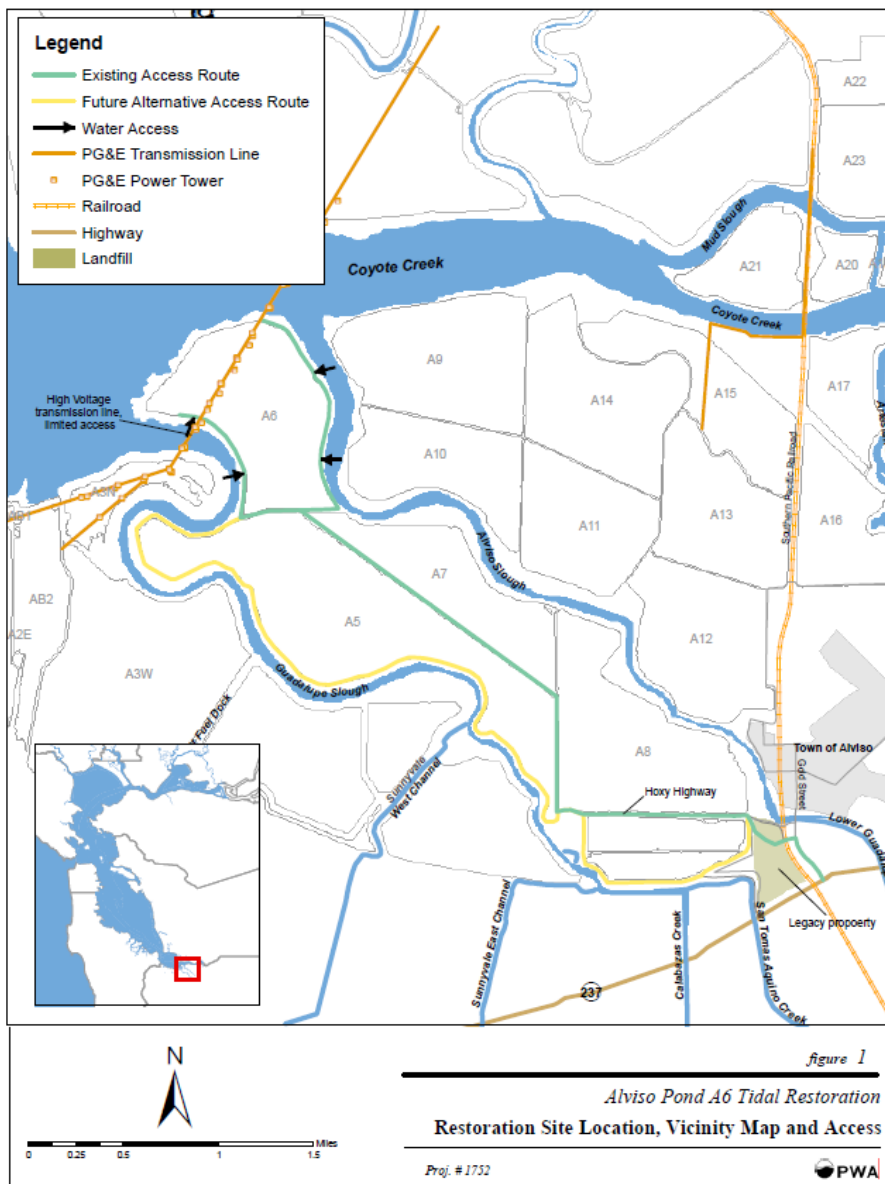 Legend
Existing Access Route
Future Alternative Access Route
Water Access
PG&E Transmission Line
PG&E Power Tower
Railroad
Highway
Landfill
A22
A23
Mud Slough
A21
A20
Coyote Creek
Coyote Creek
A9
A14
A15
A17
High Voltage
transmission line,
limited access
A6
A10
A3N
A11
A13
A16
Southern Pacific Railroad
AB1
AB2
A2E
A7
Alviso Slough
A5
A12
A3W
Guadalupe Slough
Fuel Dock
Sunnyvale
West Channel
A8
Town of Alviso
Gold Street
Hoxy Highway
Lower Guadalu
Legacy propoerty
Sunnyvale East Channel
Calabazas Creek
San Tomas Aquino Creek
237
N
Miles
0 0.25 0.5 1 1.5
figure 1
Alviso Pond A6 Tidal Restoration
Restoration Site Location, Vicinity Map and Access
Proj. # 1752
PWA